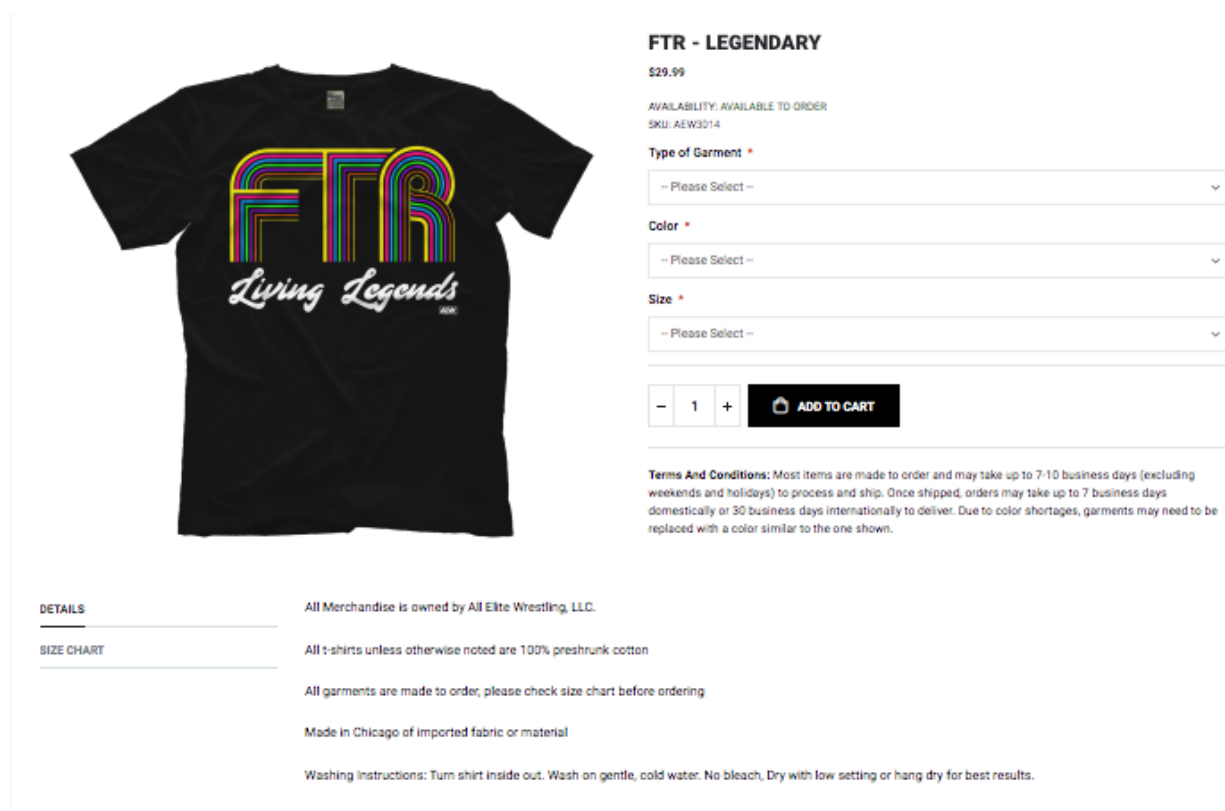 FTR - LEGENDARY
$29.99
AVAILABILITY: AVAILABLE TO ORDER
SKU: AEW3014
Type of Garment *
-- Please Select --
Color *
-- Please Select --
Size *
-- Please Select --
− 1 + ADD TO CART
Terms And Conditions: Most items are made to order and may take up to 7-10 business days (excluding
weekends and holidays) to process and ship. Once shipped, orders may take up to 7 business days
domestically or 30 business days internationally to deliver. Due to color shortages, garments may need to be
replaced with a color similar to the one shown.
FTR
Living Legends
AEW
DETAILS
SIZE CHART
All Merchandise is owned by All Elite Wrestling, LLC.
All t-shirts unless otherwise noted are 100% preshrunk cotton
All garments are made to order, please check size chart before ordering
Made in Chicago of imported fabric or material
Washing Instructions: Turn shirt inside out. Wash on gentle, cold water. No bleach, Dry with low setting or hang dry for best results.